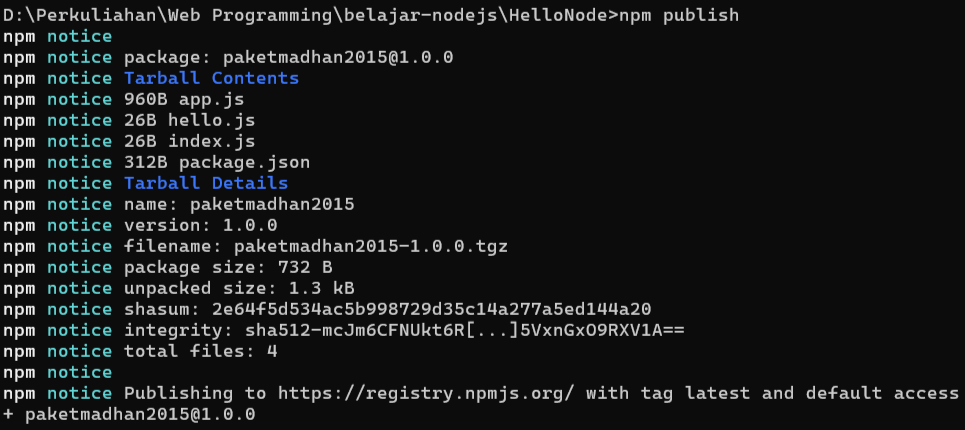 D:\Perkuliahan\Web Programming\belajar-nodejs\HelloNode>npm publish
npm notice
npm notice package: paketmadhan2015@1.0.0
npm notice Tarball Contents
npm notice 960B app.js
npm notice 26B hello.js
npm notice 26B index.js
npm notice 312B package.json
npm notice Tarball Details
npm notice name: paketmadhan2015
npm notice version: 1.0.0
npm notice filename: paketmadhan2015-1.0.0.tgz
npm notice package size: 732 B
npm notice unpacked size: 1.3 kB
npm notice shasum: 2e64f5d534ac5b998729d35c14a277a5ed144a20
npm notice integrity: sha512-mcJm6CFNUkt6R[...]5VxnGxO9RXV1A==
npm notice total files: 4
npm notice
npm notice Publishing to https://registry.npmjs.org/ with tag latest and default access
+ paketmadhan2015@1.0.0